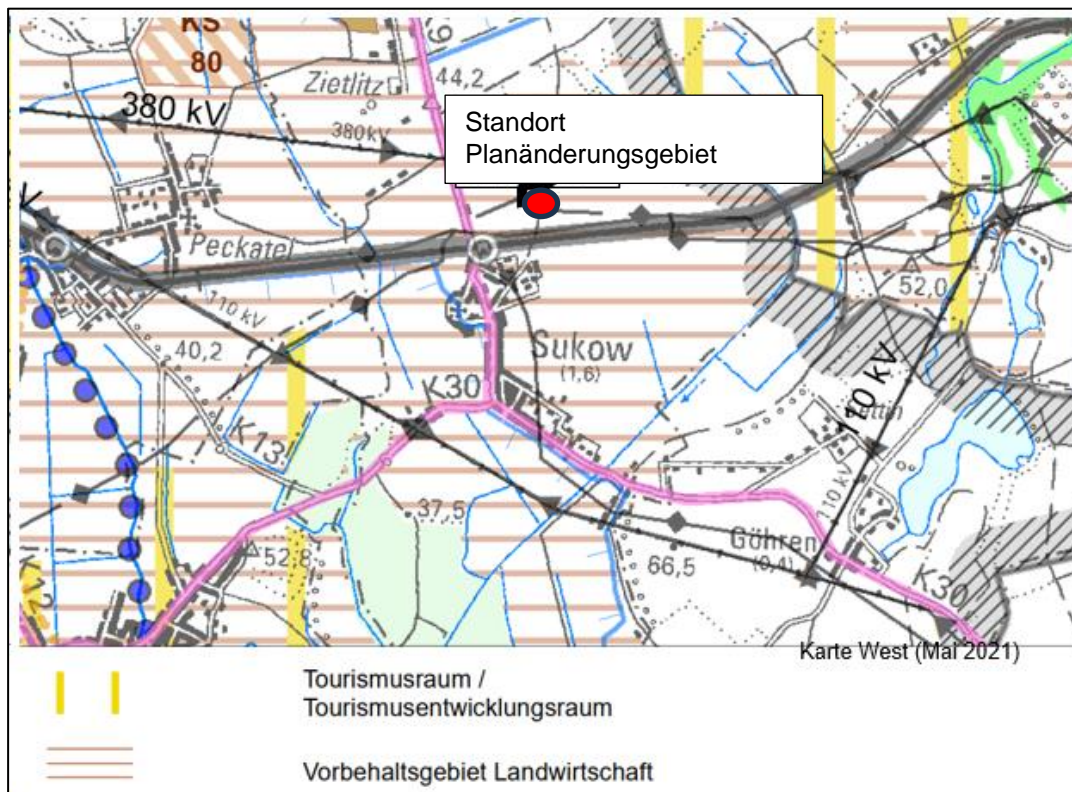 KS
80
Zietlitz
44,2
380 kV
380kV
Standort
Planänderungsgebiet
Peckatel
110 kV
40,2
Sukow
(1,6)
52,0
K30
110 kV
K13
110 kV
37,5
Göhren
(0,4)
66,5
52,8
K30
Karte West (Mai 2021)
Tourismusraum /
Tourismusentwicklungsraum
Vorbehaltsgebiet Landwirtschaft